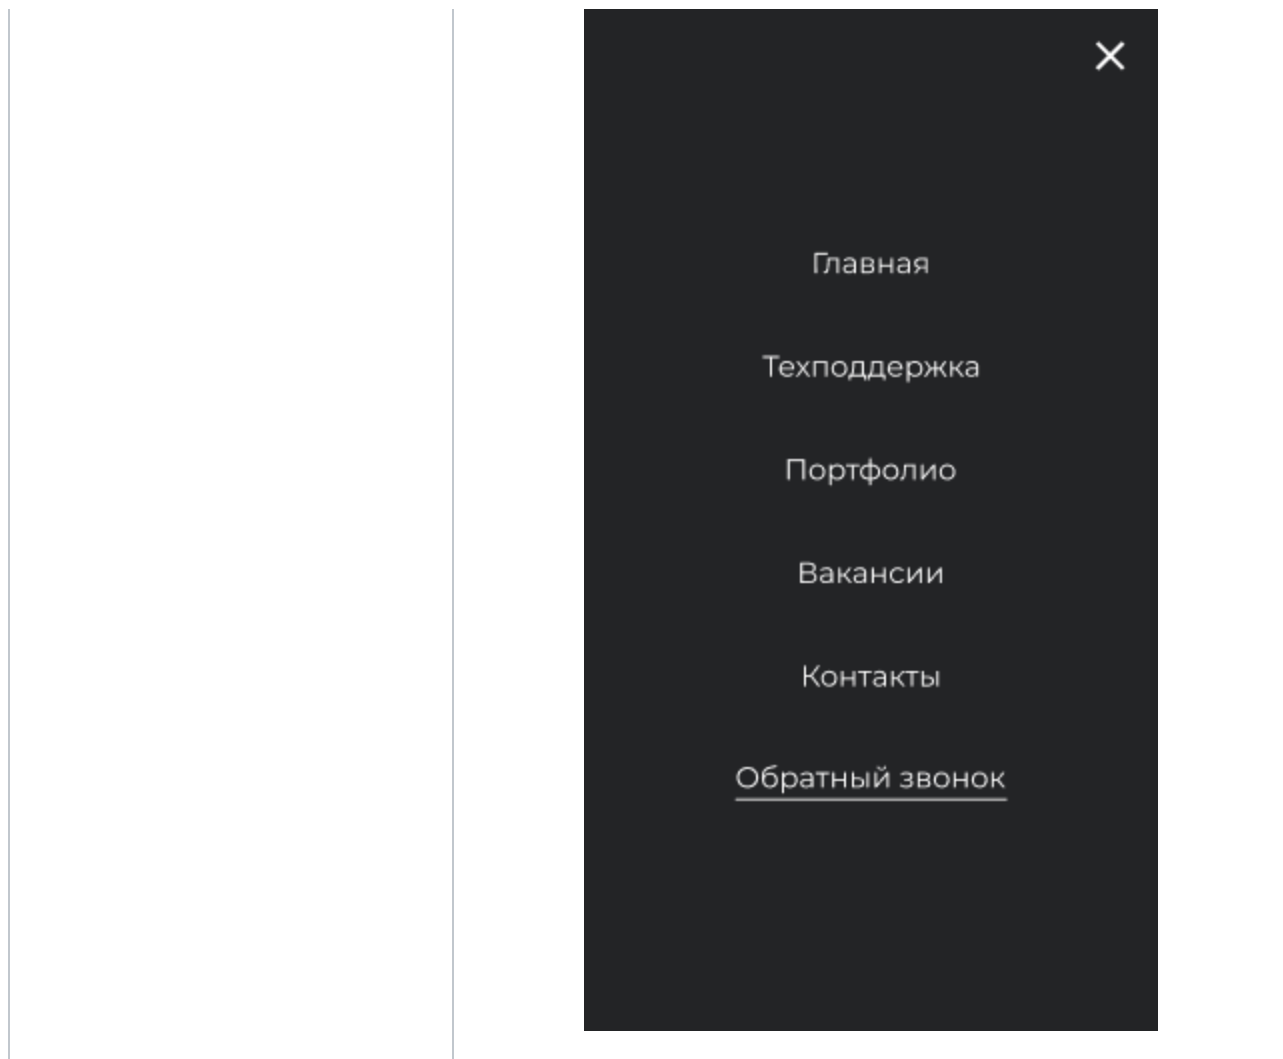 Главная
Техподдержка
Портфолио
Вакансии
Контакты
Обратный звонок